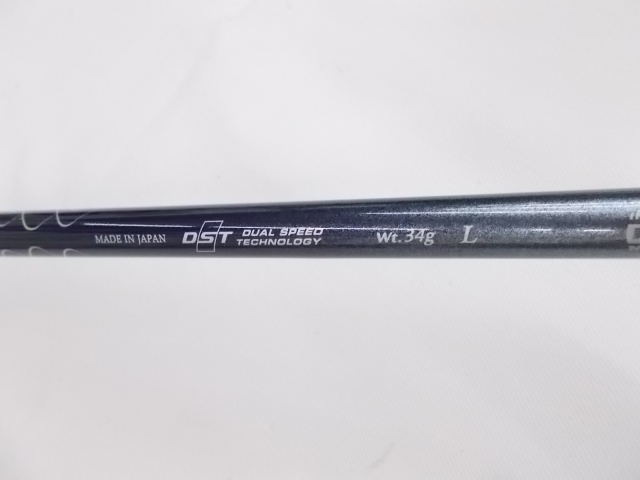 MADE IN JAPAN DST DUAL SPEED
TECHNOLOGY Wt.34g L